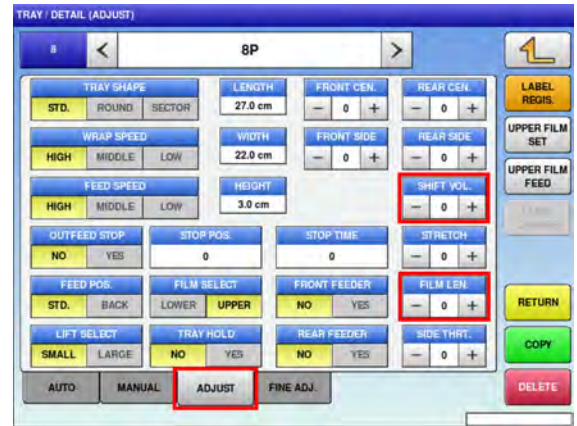 TRAY / DETAIL (ADJUST)
8 < 8P >
TRAY SHAPE LENGTH FRONT CEN. REAR CEN. LABEL REGIS.
STD. ROUND SECTOR 27.0 cm - 0 + - 0 +
WRAP SPEED WIDTH FRONT SIDE REAR SIDE UPPER FILM SET
HIGH MIDDLE LOW 22.0 cm - 0 + - 0 +
FEED SPEED HEIGHT SHIFT VOL. UPPER FILM FEED
HIGH MIDDLE LOW 3.0 cm - 0 +
OUTFEED STOP STOP POS. STOP TIME STRETCH
NO YES 0 0 - 0 +
FEED POS. FILM SELECT FRONT FEEDER FILM LEN.
STD. BACK LOWER UPPER NO YES - 0 + RETURN
LIFT SELECT TRAY HOLD REAR FEEDER SIDE THRT. COPY
SMALL LARGE NO YES NO YES - 0 +
AUTO MANUAL ADJUST FINE ADJ. DELETE